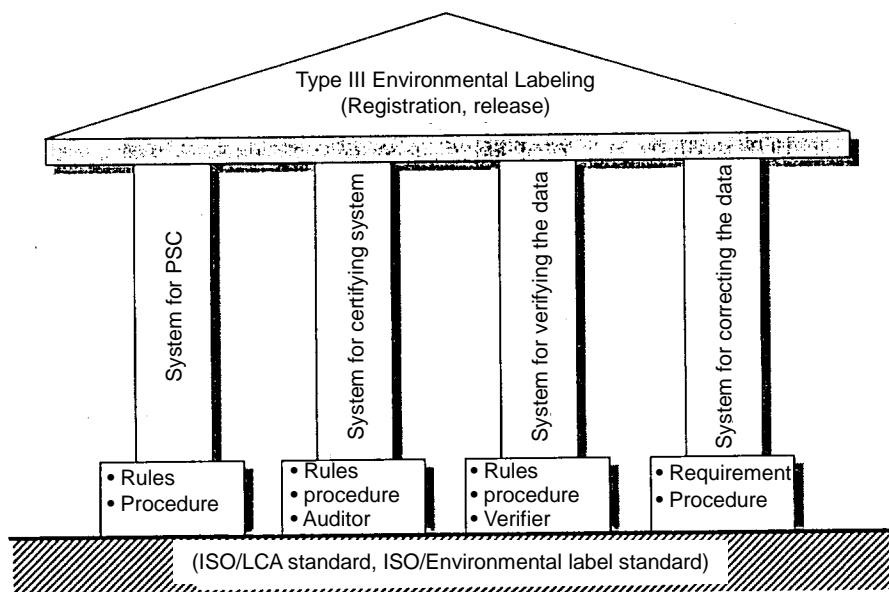 Type III Environmental Labeling
(Registration, release)
System for PSC
System for certifying system
System for verifying the data
System for correcting the data
• Rules
• Procedure
• Rules
• procedure
• Auditor
• Rules
• procedure
• Verifier
• Requirement
• Procedure
(ISO/LCA standard, ISO/Environmental label standard)